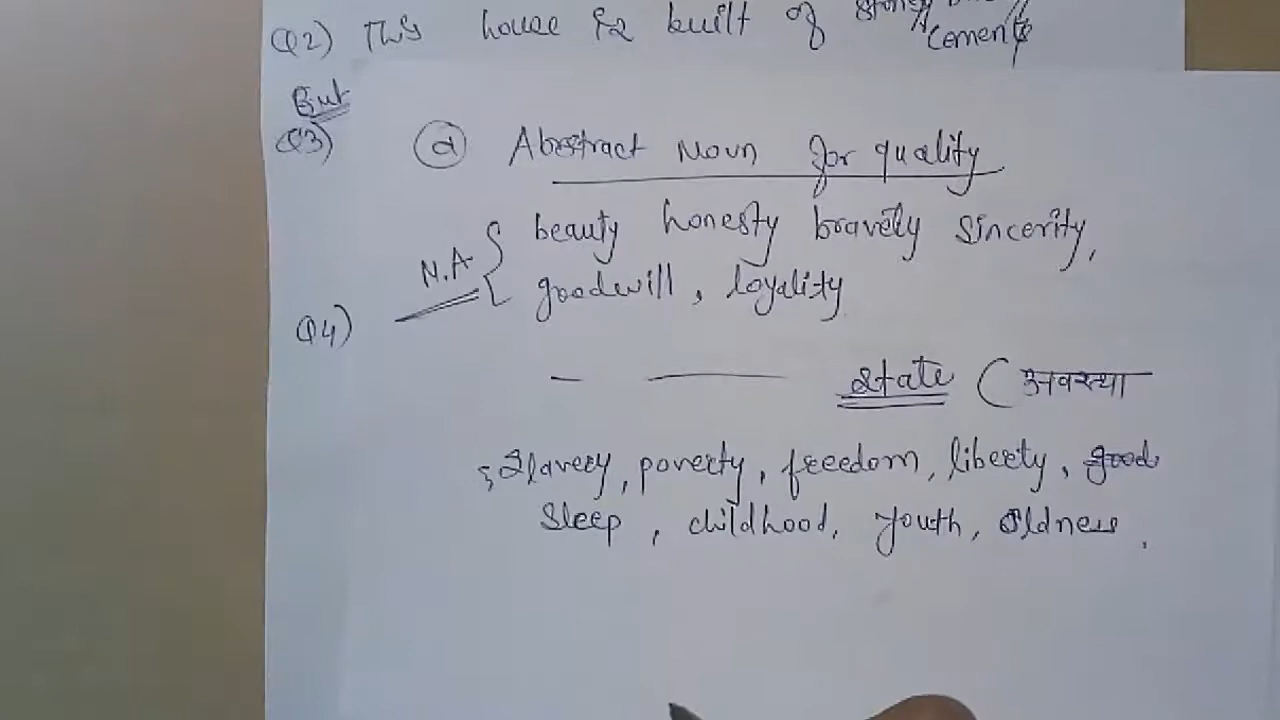 Q2) This house is built of
cement
But
Q3) (a) Abstract Noun for quality
N.A { beauty honesty bravely sincerity,
goodwill, loyality
Q4)
— —— state ( अवस्था
slavery, poverty, freedom, liberty, good
sleep, childhood, youth, oldness,